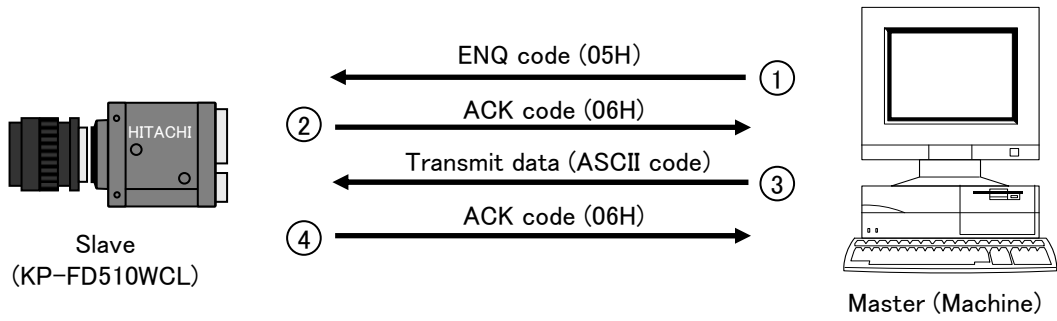 ENQ code (05H)
①
② ACK code (06H)
HITACHI
Transmit data (ASCII code)
③
④ ACK code (06H)
Slave
(KP-FD510WCL)
Master (Machine)